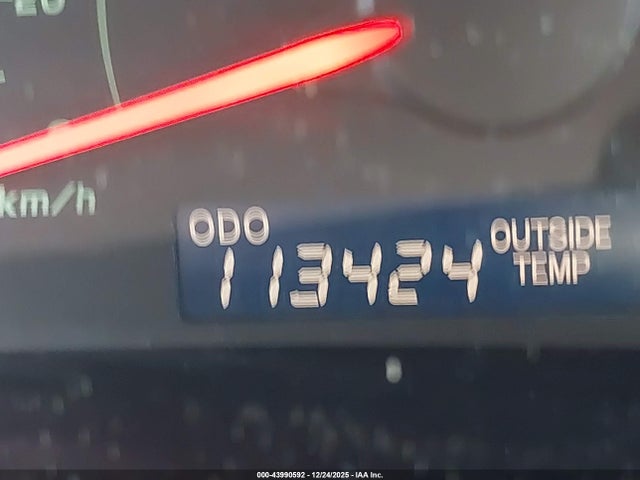 km/h
ODO
113424
OUTSIDE
TEMP
000-43990592 - 12/24/2025 - IAA Inc.